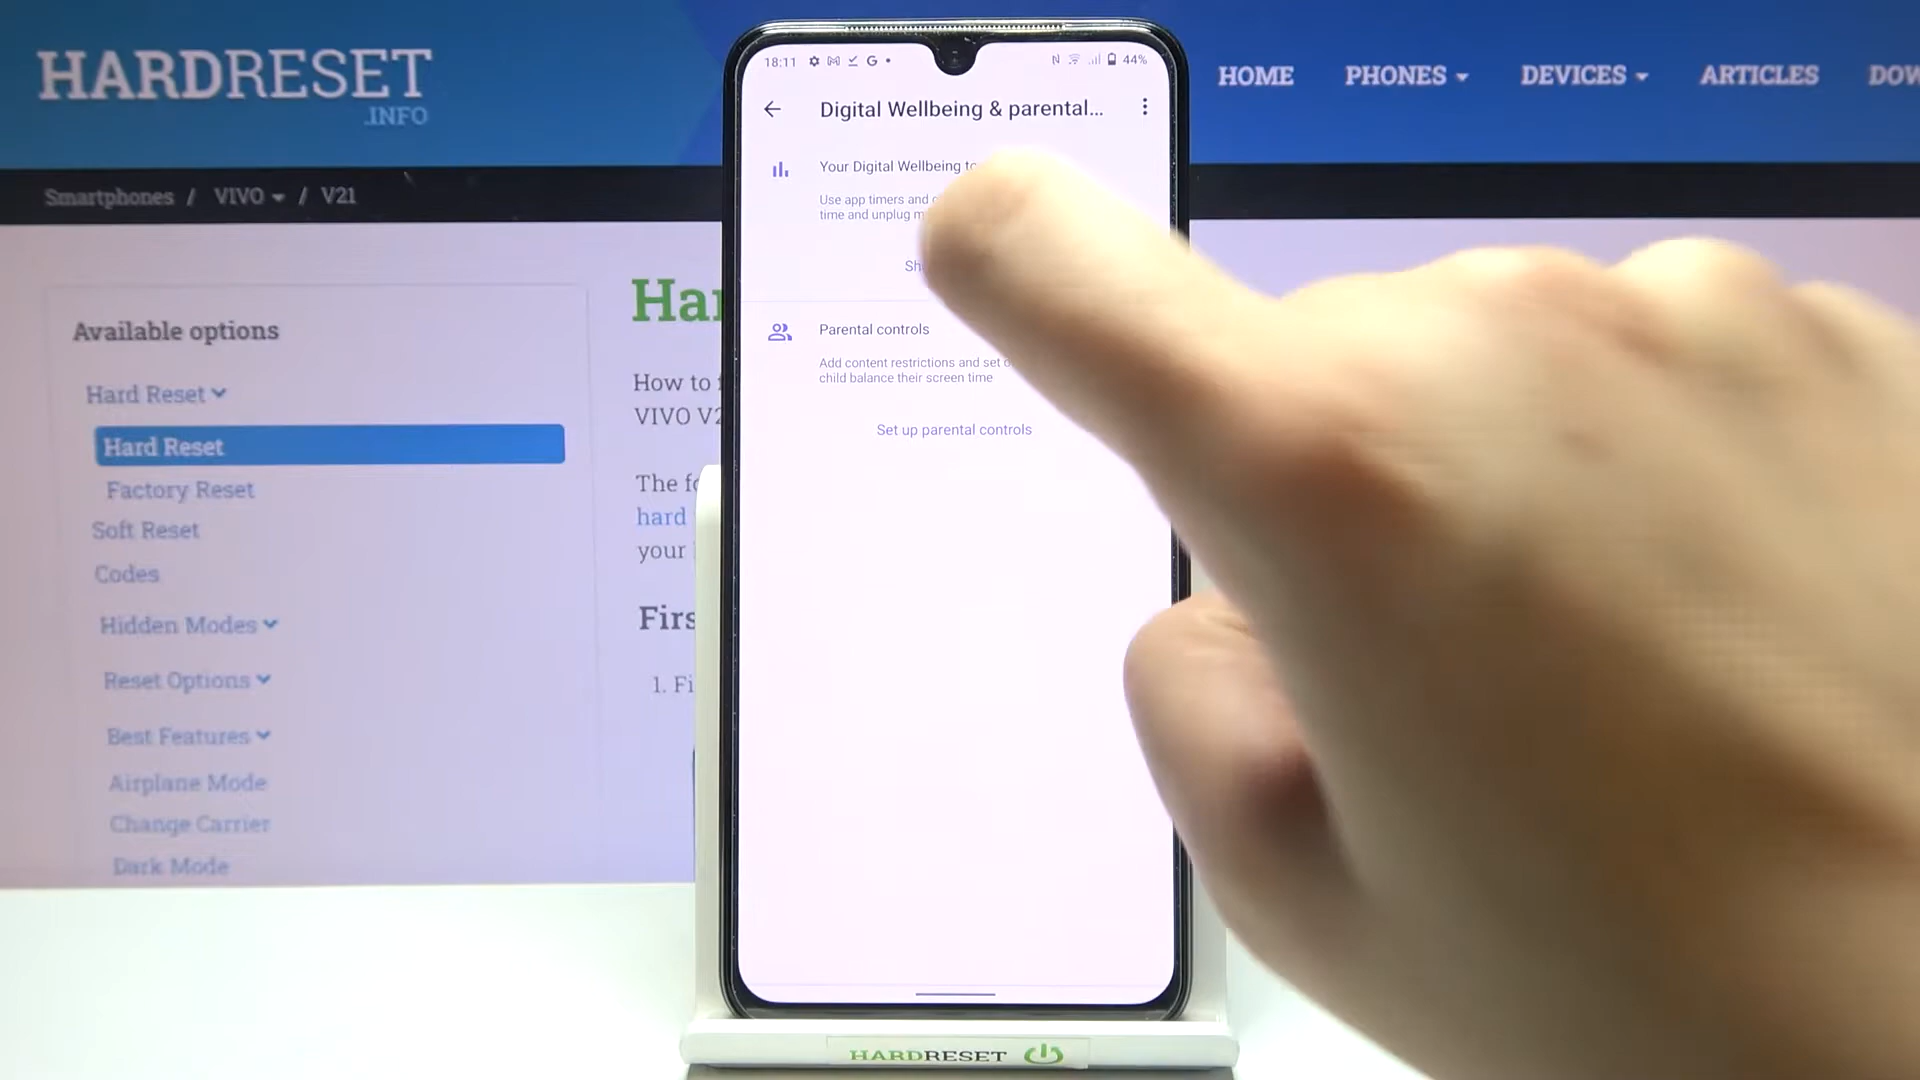 HARDRESET
.INFO
HOME PHONES DEVICES ARTICLES
Smartphones / VIVO / V21
Available options
Hard Reset
Hard Reset
Factory Reset
Soft Reset
Codes
Hidden Modes
Reset Options
Best Features
Airplane Mode
Change Carrier
Dark Mode
How to
VIVO
The
hard
your
1.
18:11 G 44%
Digital Wellbeing & parental...
Your Digital Wellbeing
Use app timers and
time and unplug
Parental controls
Add content restrictions and set
child balance their screen time
Set up parental controls
HARDRESET